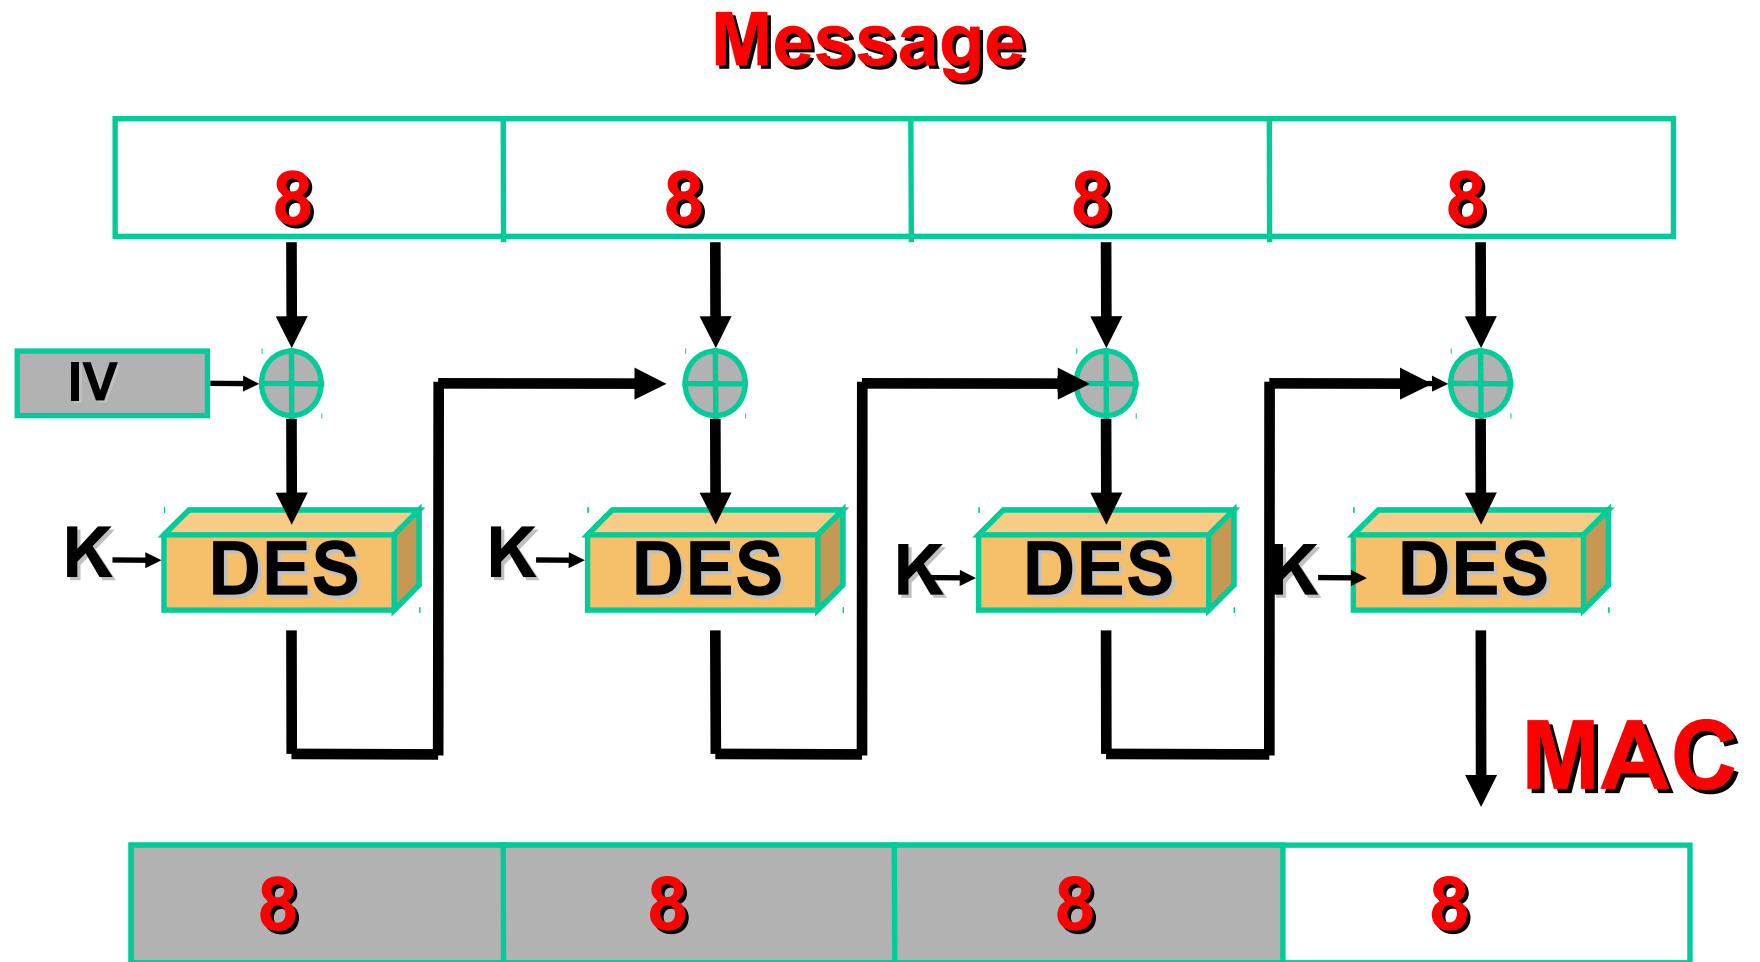 Message
8 8 8 8
IV
K DES K DES K DES K DES
MAC
8 8 8 8